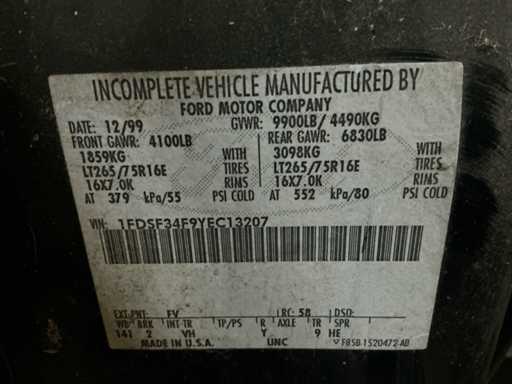 INCOMPLETE VEHICLE MANUFACTURED BY
FORD MOTOR COMPANY
DATE: 12/99 GVWR: 9900LB / 4490KG
FRONT GAWR: 4100LB REAR GAWR: 6830LB
1859KG WITH 3098KG WITH
LT265/75R16E TIRES LT265/75R16E TIRES
16X7.0K RIMS 16X7.0K RIMS
AT 379 kPa/55 PSI COLD AT 552 kPa/80 PSI COLD
VIN: 1FDSF34F9YEC13207
EXT PNT: FV RC: 58 DSO:
WB BRK INT TR TP/PS R AXLE TR SPR
141 2 VH Y 9 HE
MADE IN U.S.A. UNC F85B-1520472-AB